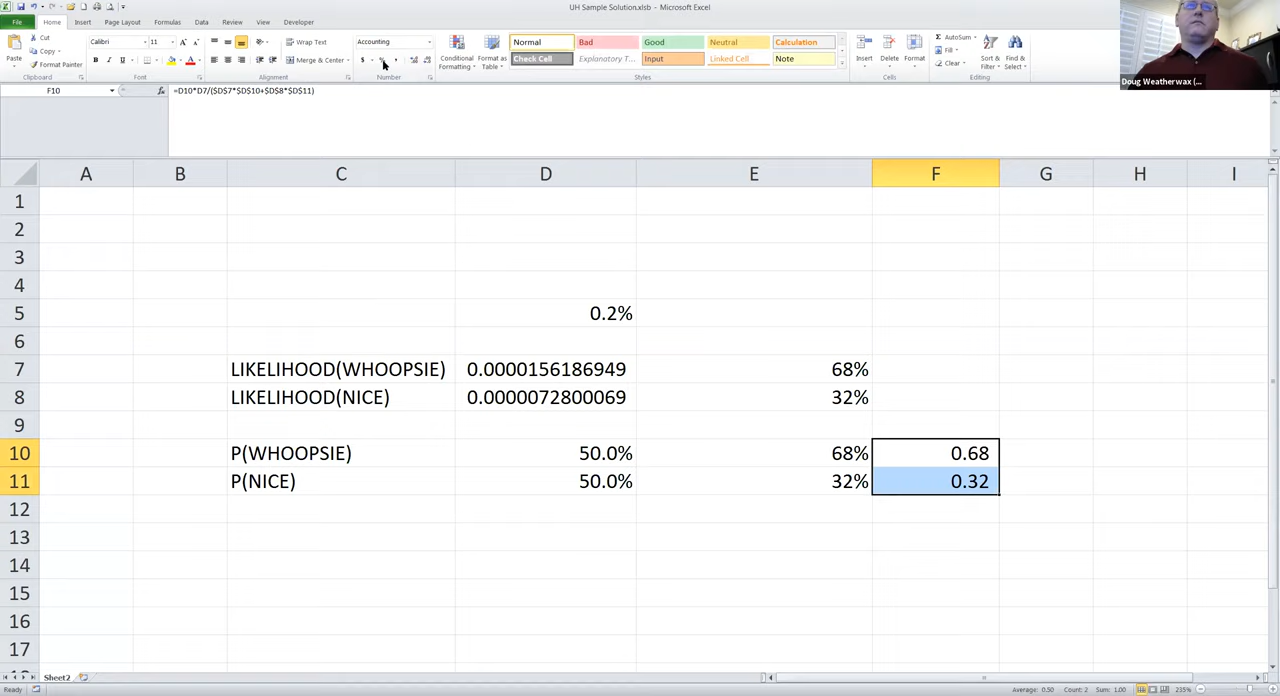 UH Sample Solution.xlsb - Microsoft Excel
File Home Insert Page Layout Formulas Data Review View Developer
Cut Calibri 11 Wrap Text Accounting Normal Bad Good Neutral Calculation AutoSum
Copy Fill
Paste Format Painter B I U Merge & Center $ % , Conditional Formatting Format as Table Check Cell Explanatory T... Input Linked Cell Note Insert Delete Format Clear Sort & Filter Find & Select
Clipboard Font Alignment Number Styles Cells Editing
Doug Weatherwax (...
F10 fx =D10*D7/($D$7*$D$10+$D$8*$D$11)
A B C D E F G H I
1
2
3
4
5 0.2%
6
7 LIKELIHOOD(WHOOPSIE) 0.0000156186949 68%
8 LIKELIHOOD(NICE) 0.0000072800069 32%
9
10 P(WHOOPSIE) 50.0% 68% 0.68
11 P(NICE) 50.0% 32% 0.32
12
13
14
15
16
17
Sheet2
Ready Average: 0.50 Count: 2 Sum: 1.00 235%